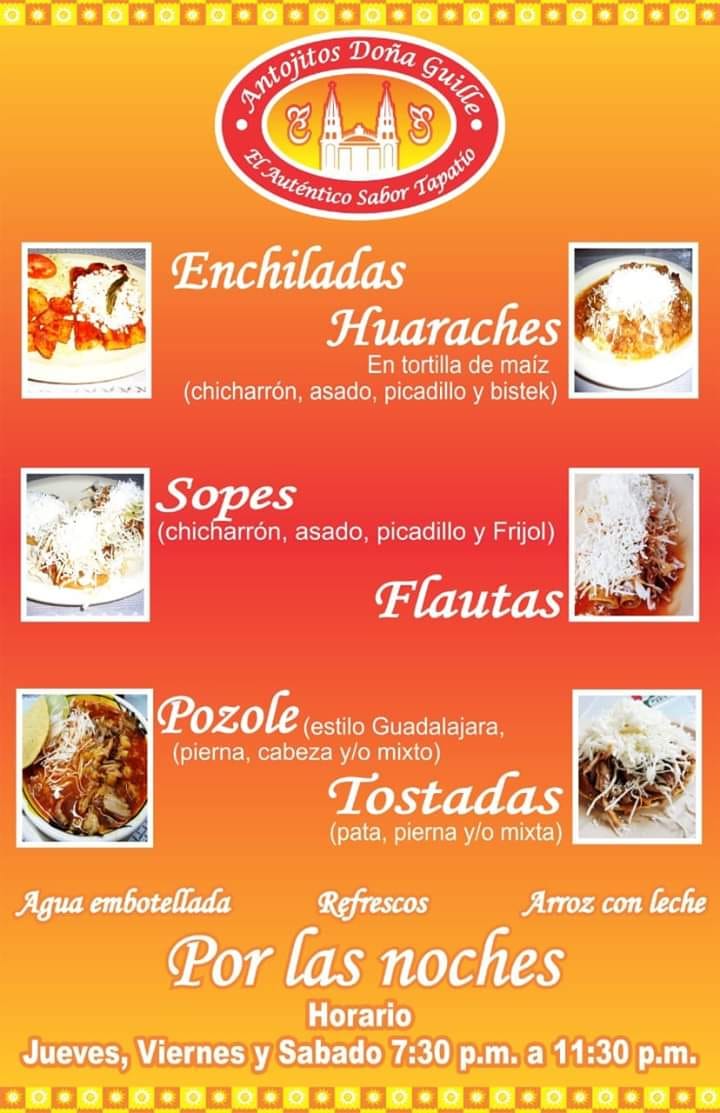 Antojitos Doña Guille
El Auténtico Sabor Tapatío
Enchiladas
Huaraches
En tortilla de maíz
(chicharrón, asado, picadillo y bistek)
Sopes
(chicharrón, asado, picadillo y Frijol)
Flautas
Pozole (estilo Guadalajara,
(pierna, cabeza y/o mixto)
Tostadas
(pata, pierna y/o mixta)
Agua embotellada Refrescos Arroz con leche
Por las noches
Horario
Jueves, Viernes y Sabado 7:30 p.m. a 11:30 p.m.